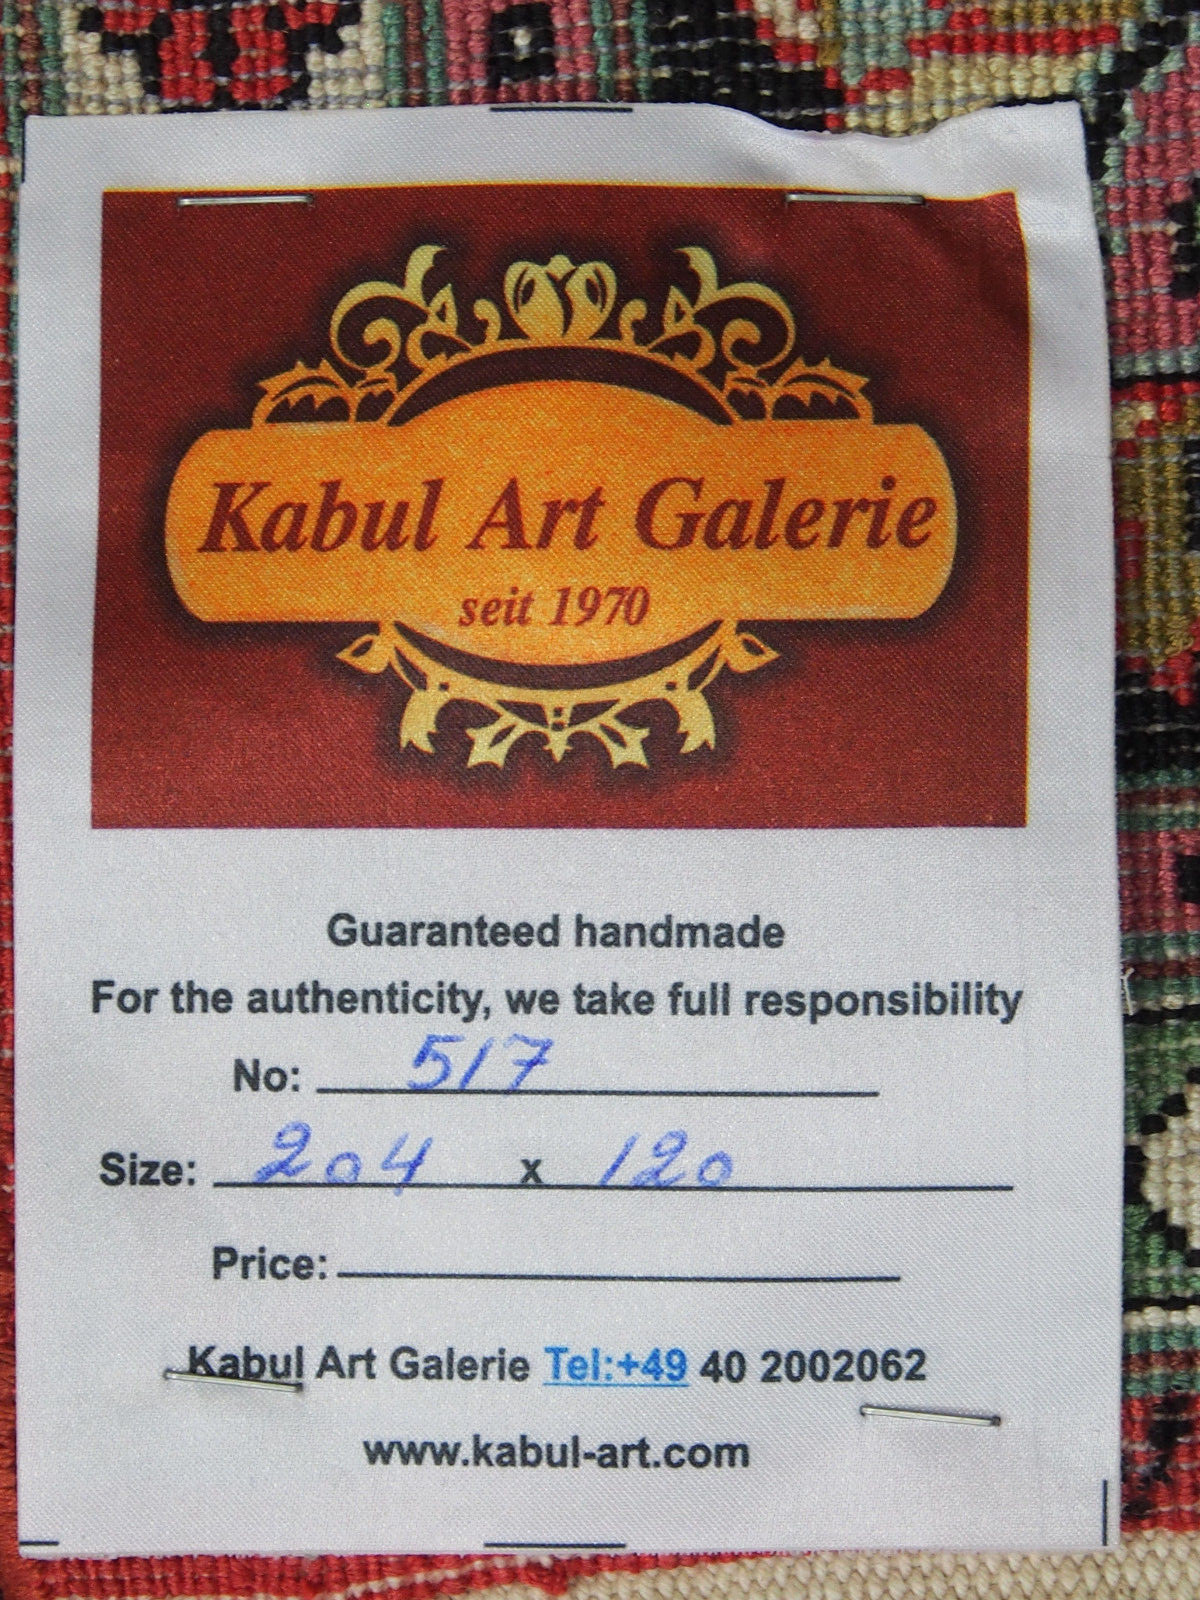 Kabul Art Galerie
seit 1970
Guaranteed handmade
For the authenticity, we take full responsibility
No: 517
Size: 204 x 120
Price:
Kabul Art Galerie Tel:+49 40 2002062
www.kabul-art.com